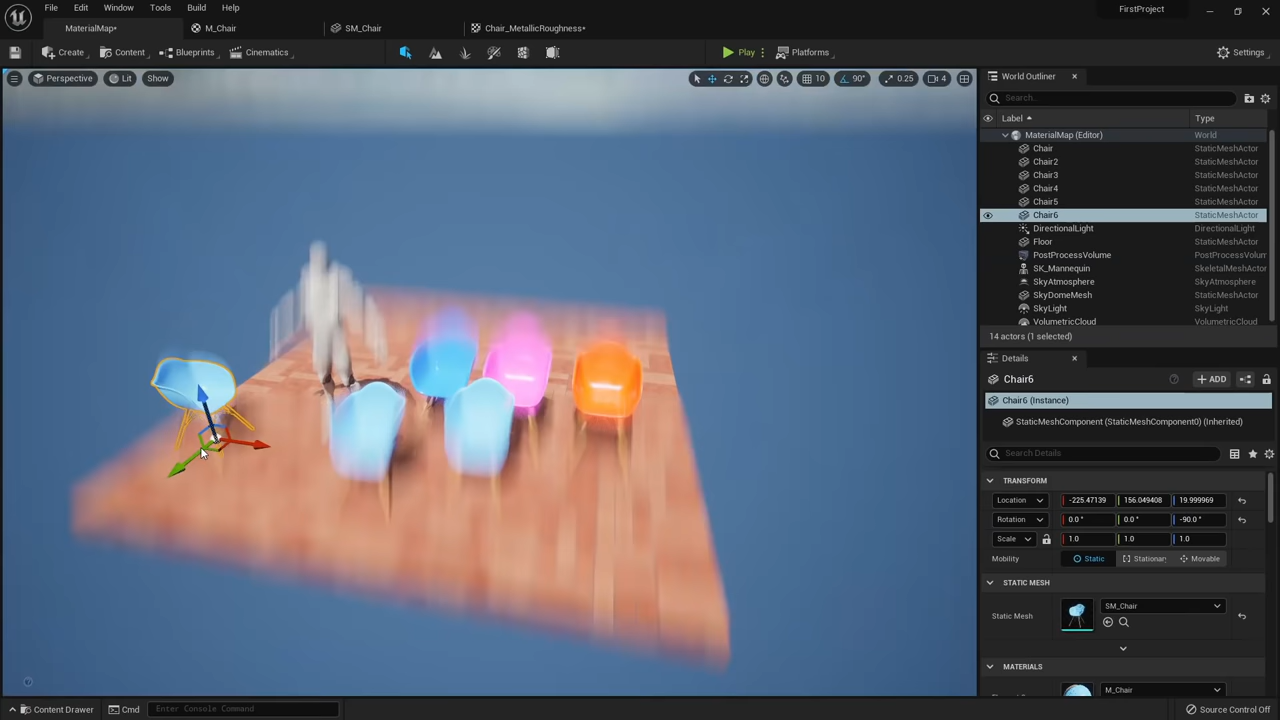 File Edit View Tools Build Help
FirstProject
MaterialMap*
M_Chair
SM_Chair
Chair_MetallicRoughness*
Create Content Blueprints Cinematics
Play Platforms Settings
Perspective Lit Show
10 90° 0.25 4
World Outliner
Search...
Label Type
MaterialMap (Editor) World
Chair StaticMeshActor
Chair2 StaticMeshActor
Chair3 StaticMeshActor
Chair4 StaticMeshActor
Chair5 StaticMeshActor
Chair6 StaticMeshActor
DirectionalLight DirectionalLight
Floor StaticMeshActor
PostProcessVolume PostProcessVolum
SK_Mannequin SkeletalMeshActor
SkyAtmosphere SkyAtmosphere
SkyDomeMesh StaticMeshActor
SkyLight SkyLight
VolumetricCloud VolumetricCloud
14 actors (1 selected)
Details
Chair6 + ADD
Chair6 (Instance)
StaticMeshComponent (StaticMeshComponent0) (Inherited)
Search Details
TRANSFORM
Location -225.47139 156.049408 19.999969
Rotation 0.0 ° 0.0 ° -90.0 °
Scale 1.0 1.0 1.0
Mobility Static Stationar Movable
STATIC MESH
Static Mesh SM_Chair
MATERIALS
M_Chair
Content Drawer Cmd Enter Console Command Source Control Off